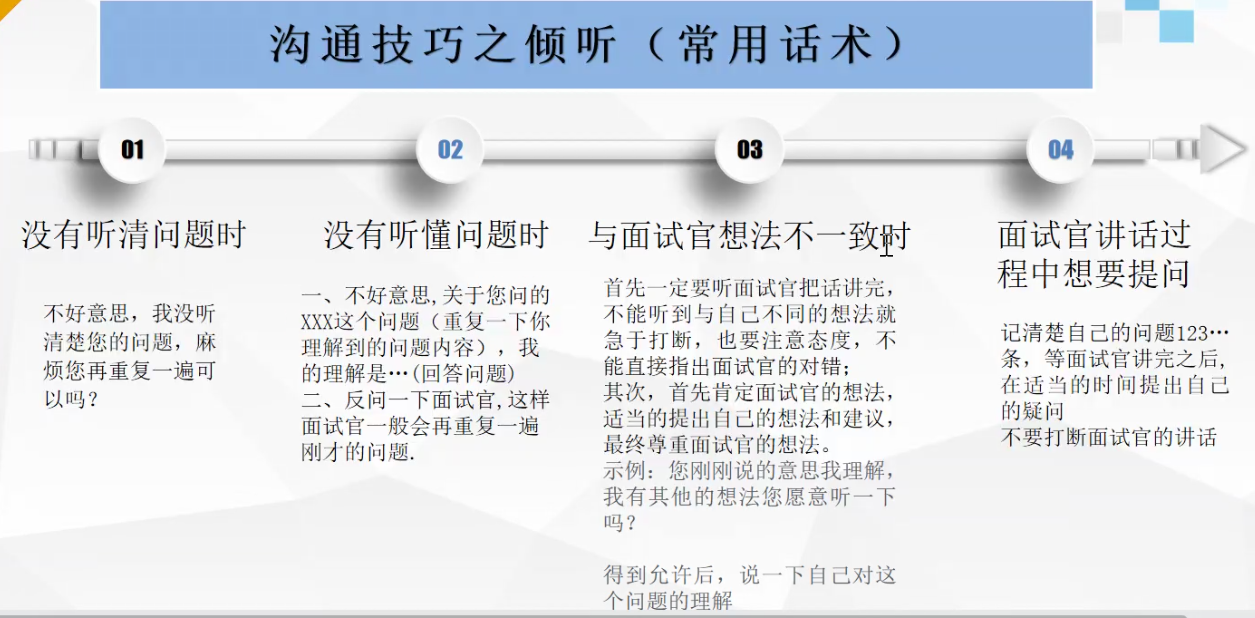 沟通技巧之倾听（常用话术）
01
02
03
04
没有听清问题时
不好意思，我没听
清楚您的问题，麻
烦您再重复一遍可
以吗？
没有听懂问题时
一、不好意思,关于您问的
XXX这个问题（重复一下你
理解到的问题内容），我
的理解是…(回答问题)
二、反问一下面试官,这样
面试官一般会再重复一遍
刚才的问题.
与面试官想法不一致时
首先一定要听面试官把话讲完，
不能听到与自己不同的想法就
急于打断，也要注意态度，不
能直接指出面试官的对错；
其次，首先肯定面试官的想法，
适当的提出自己的想法和建议，
最终尊重面试官的想法。
示例：您刚刚说的意思我理解，
我有其他的想法您愿意听一下
吗？
得到允许后，说一下自己对这
个问题的理解
面试官讲话过
程中想要提问
记清楚自己的问题123…
条，等面试官讲完之后,
在适当的时间提出自己
的疑问
不要打断面试官的讲话